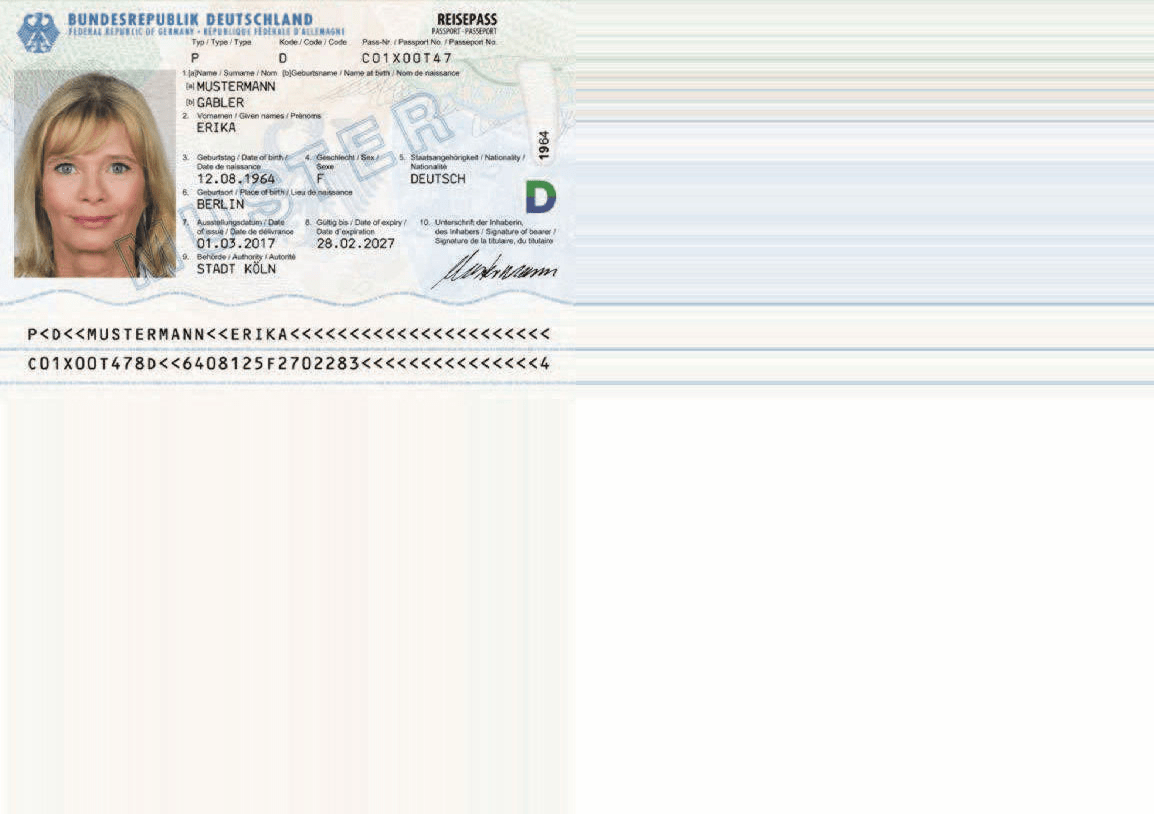 BUNDESREPUBLIK DEUTSCHLAND
FEDERAL REPUBLIC OF GERMANY • REPUBLIQUE FEDERALE D'ALLEMAGNE
REISEPASS
PASSPORT · PASSEPORT
Typ / Type / Type Kode / Code / Code Pass-Nr. / Passport No. / Passeport No.
P D C01X00T47
1.[a]Name / Surname / Nom [b]Geburtsname / Name at birth / Nom de naissance
[a] MUSTERMANN
[b] GABLER
2. Vornamen / Given names / Prénoms
ERIKA
3. Geburtstag / Date of birth / 4. Geschlecht / Sex / 5. Staatsangehörigkeit / Nationality /
Date de naissance Sexe Nationalité
12.08.1964 F DEUTSCH
6. Geburtsort / Place of birth / Lieu de naissance
BERLIN
7. Ausstellungsdatum / Date 8. Gültig bis / Date of expiry / 10. Unterschrift der Inhaberin,
of issue / Date de délivrance Date d'expiration des Inhabers / Signature of bearer /
Signature de la titulaire, du titulaire
01.03.2017 28.02.2027
9. Behörde / Authority / Autorité
STADT KÖLN
Mustermann
1964
D
MUSTER
P<D<<MUSTERMANN<<ERIKA<<<<<<<<<<<<<<<<<<<<<<
C01X00T478D<<6408125F2702283<<<<<<<<<<<<<<<4